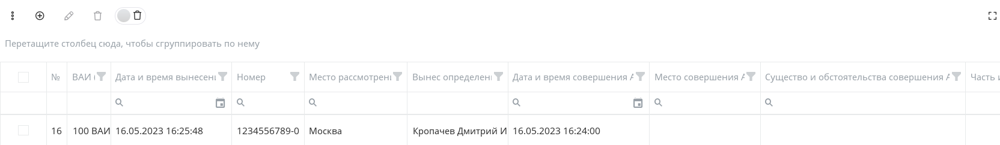 Перетащите столбец сюда, чтобы сгруппировать по нему
№ ВАИ Дата и время вынесени Номер Место рассмотрени Вынес определени Дата и время совершения А Место совершения А Существо и обстоятельства совершения А Часть и
16 100 ВАИ 16.05.2023 16:25:48 1234556789-0 Москва Кропачев Дмитрий И 16.05.2023 16:24:00